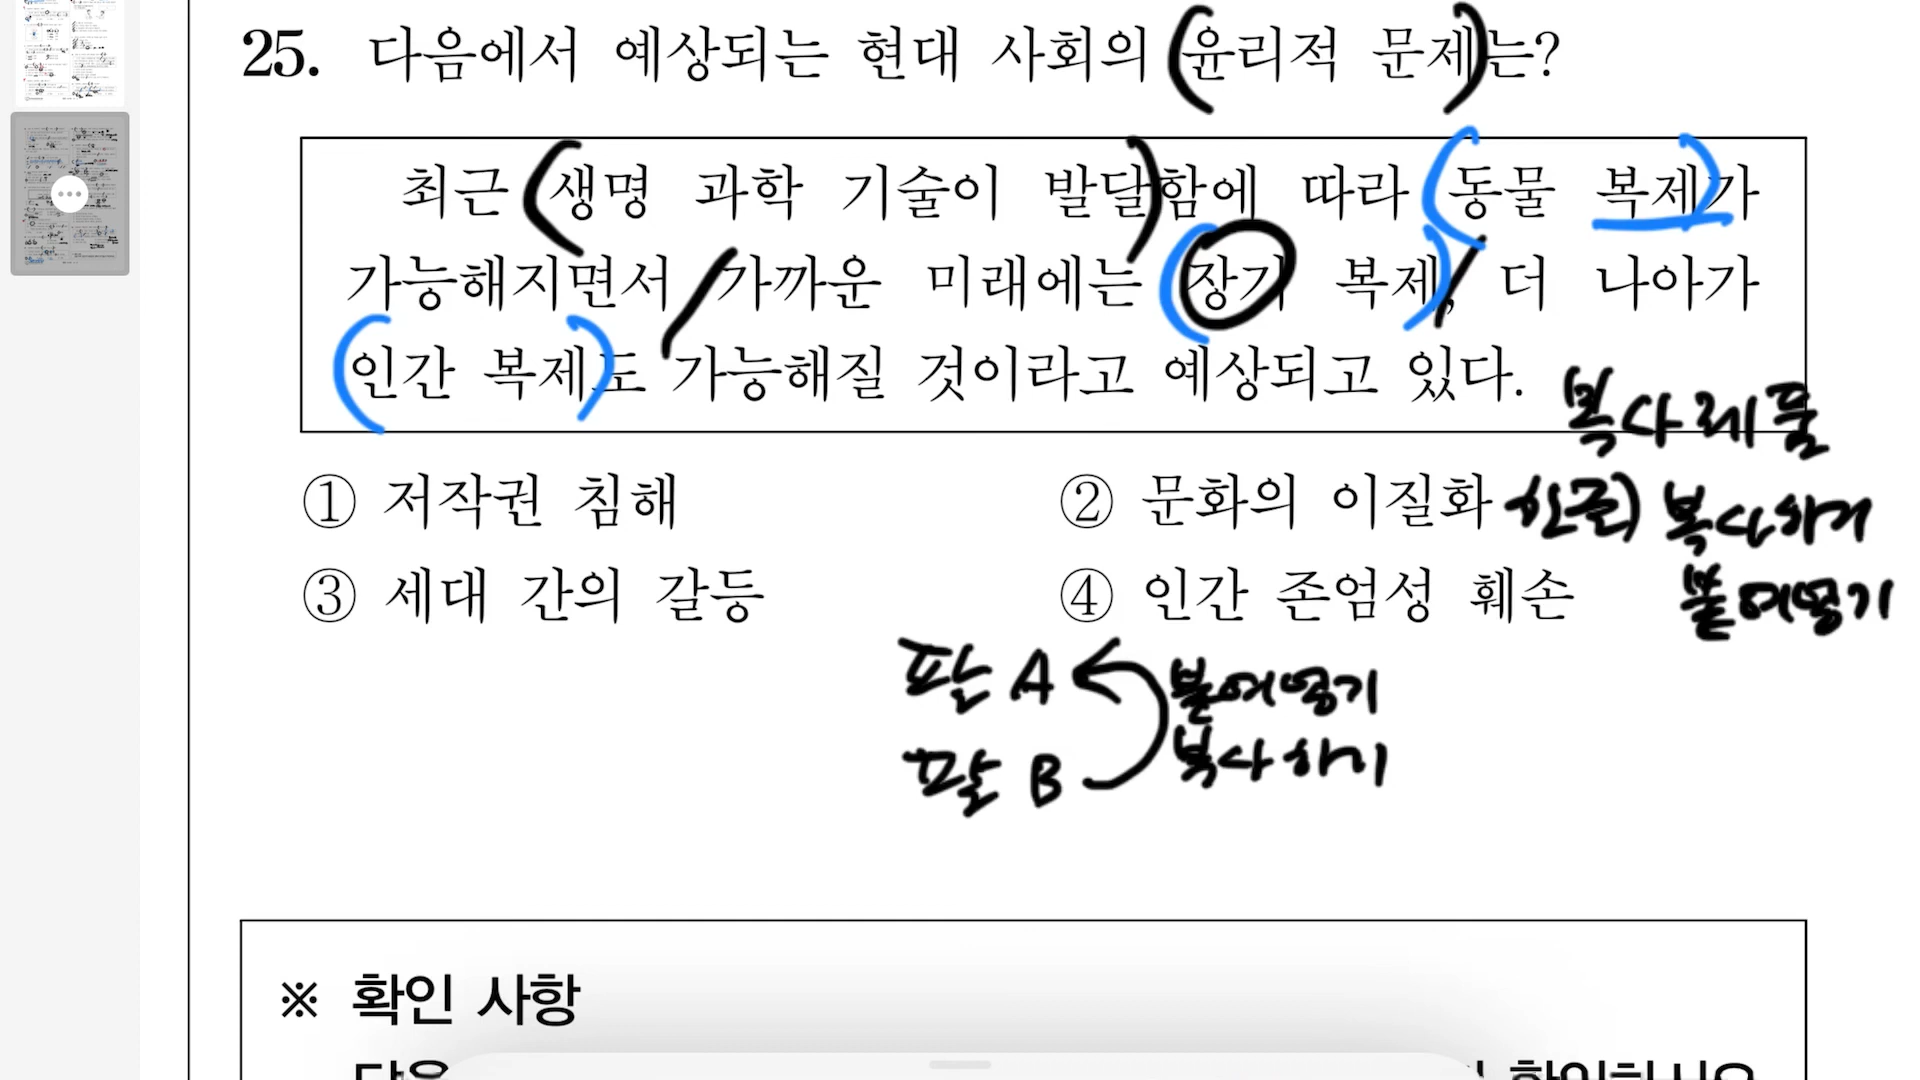 25. 다음에서 예상되는 현대 사회의 윤리적 문제는?
최근 생명 과학 기술이 발달함에 따라 동물 복제가
가능해지면서 가까운 미래에는 장기 복제, 더 나아가
인간 복제도 가능해질 것이라고 예상되고 있다.
복사
① 저작권 침해
② 문화의 이질화
한글) 복사하기
③ 세대 간의 갈등
④ 인간 존엄성 훼손
붙여넣기
팔 A
붙여넣기
팔 B
복사하기
※ 확인 사항